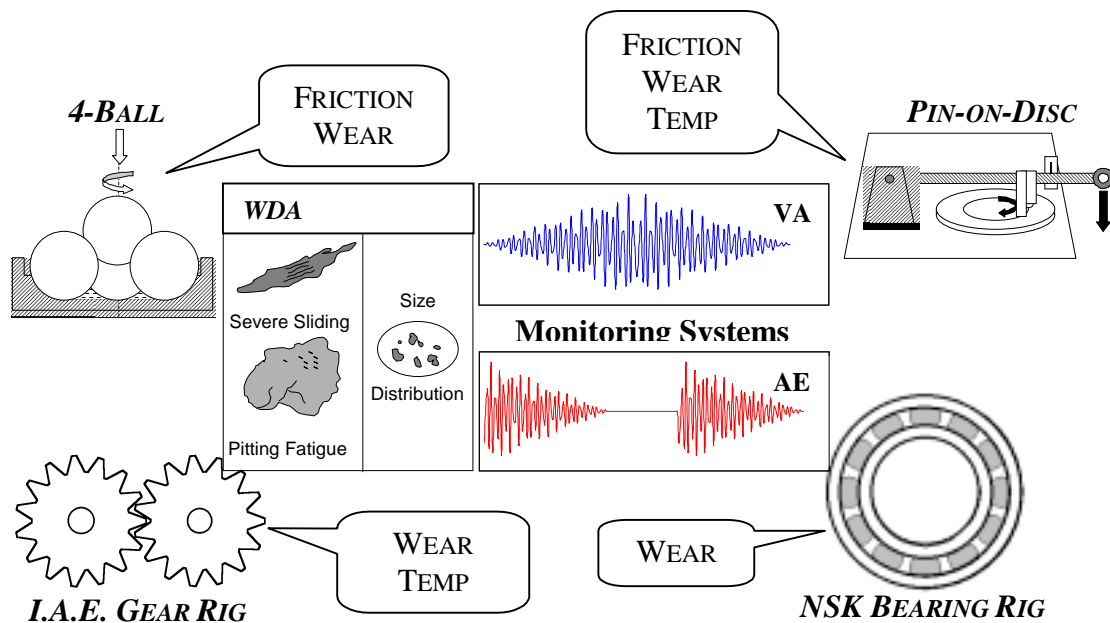 4-BALL
FRICTION
WEAR
FRICTION
WEAR
TEMP
PIN-ON-DISC
WDA
Severe Sliding
Pitting Fatigue
Size
Distribution
VA
Monitoring Systems
AE
I.A.E. GEAR RIG
WEAR
TEMP
WEAR
NSK BEARING RIG